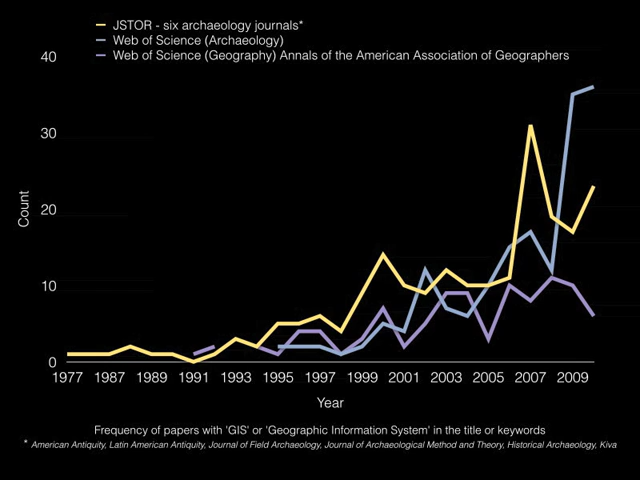 JSTOR - six archaeology journals*
Web of Science (Archaeology)
Web of Science (Geography) Annals of the American Association of Geographers
40
30
20
10
0
Count
1977 1987 1989 1991 1993 1995 1997 1999 2001 2003 2005 2007 2009
Year
Frequency of papers with 'GIS' or 'Geographic Information System' in the title or keywords
* American Antiquity, Latin American Antiquity, Journal of Field Archaeology, Journal of Archaeological Method and Theory, Historical Archaeology, Kiva